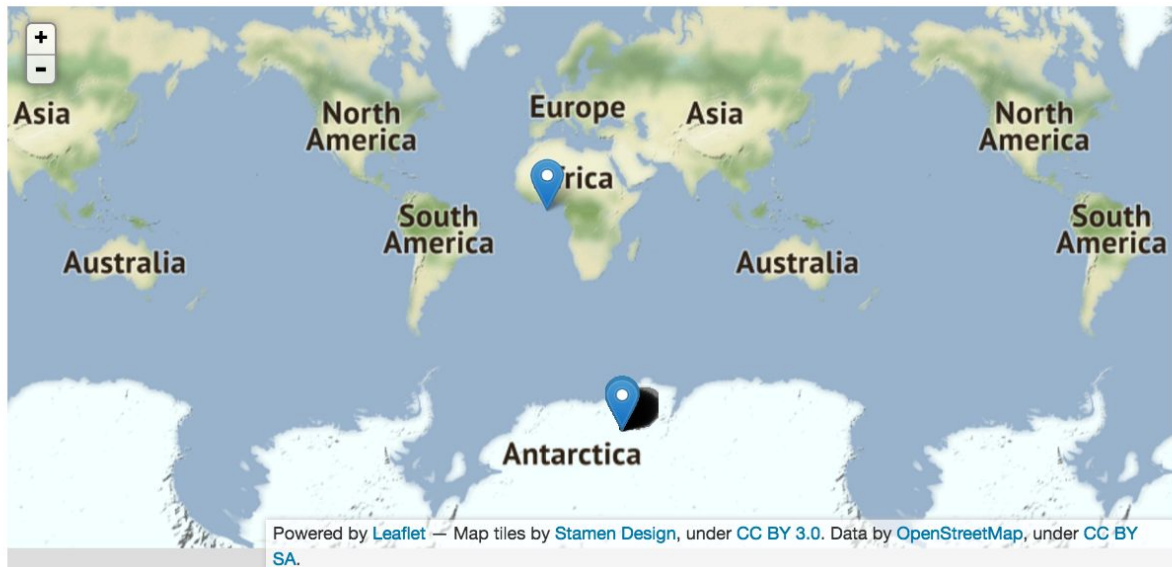 +
-
Asia
North
America
Europe
Asia
North
America
rica
South
America
South
America
Australia
Australia
Antarctica
Powered by Leaflet — Map tiles by Stamen Design, under CC BY 3.0. Data by OpenStreetMap, under CC BY
SA.